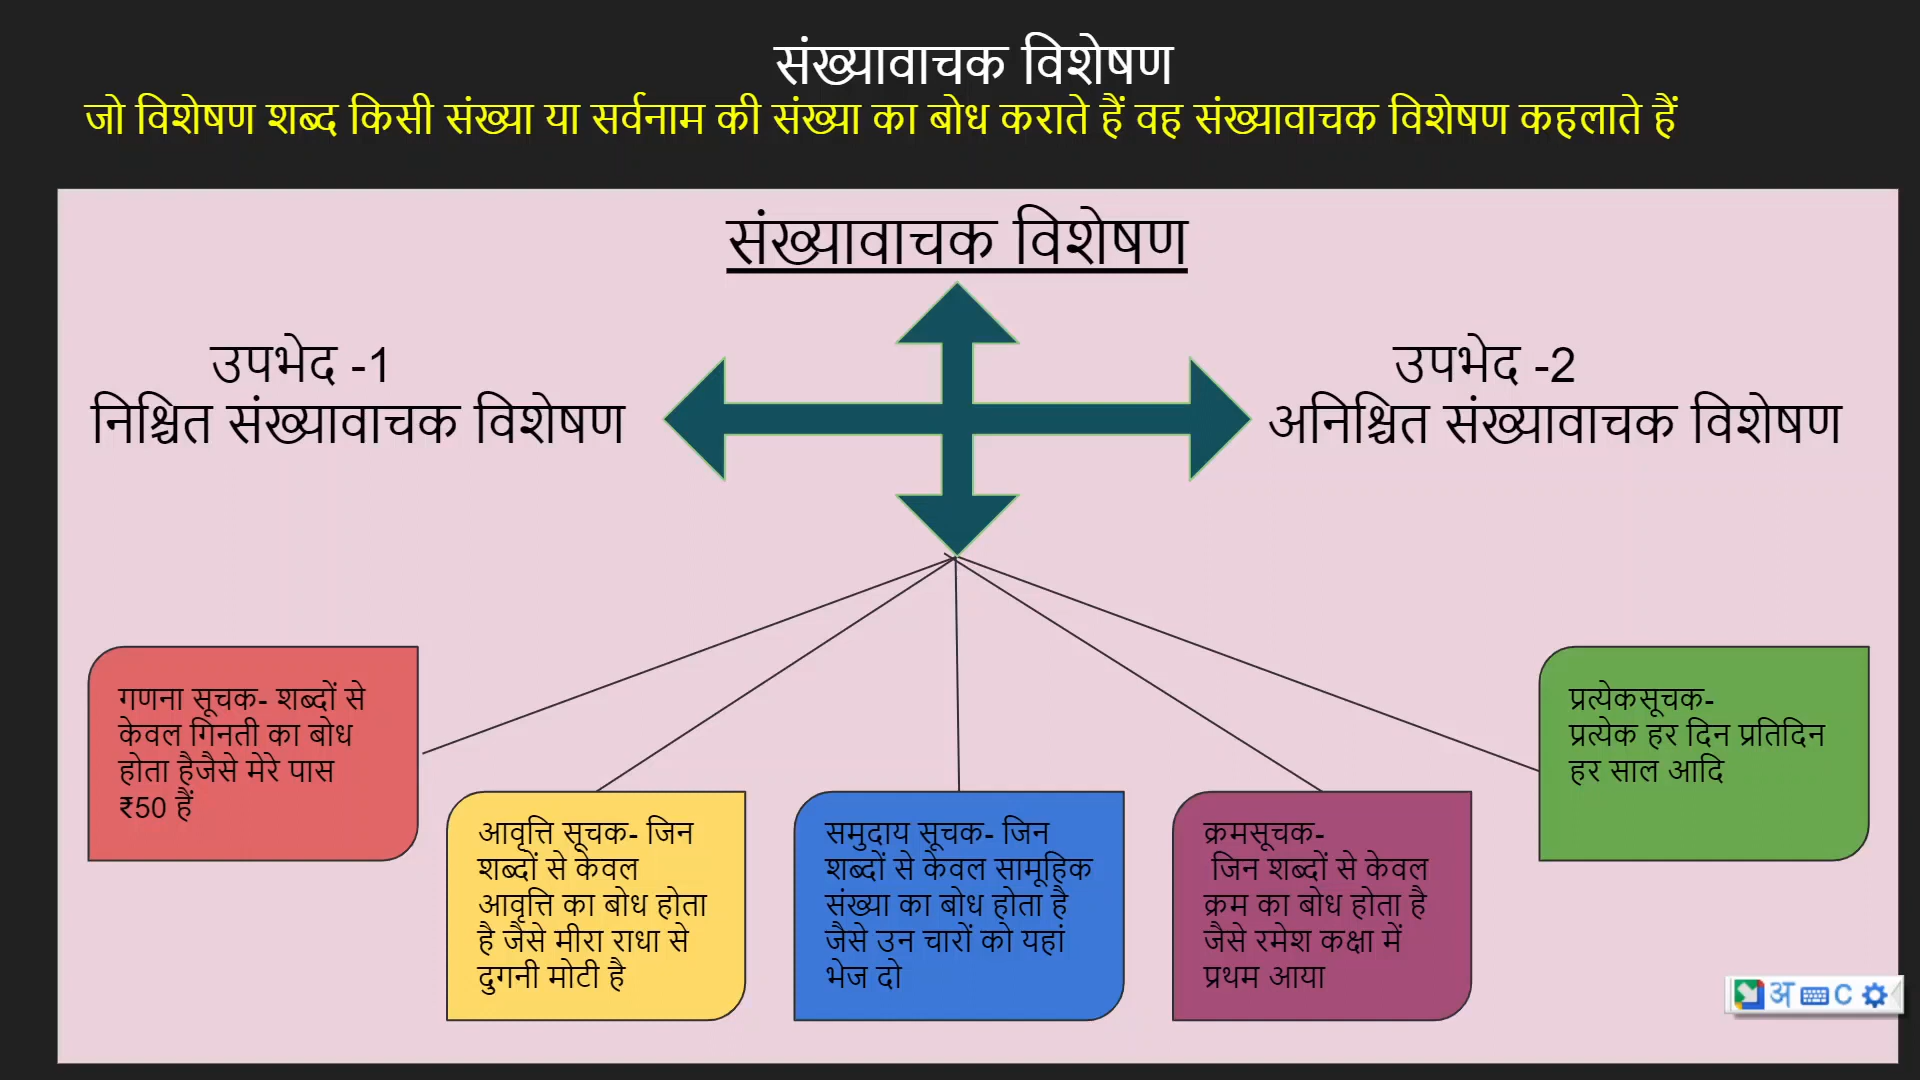 संख्यावाचक विशेषण
जो विशेषण शब्द किसी संख्या या सर्वनाम की संख्या का बोध कराते हैं वह संख्यावाचक विशेषण कहलाते हैं
संख्यावाचक विशेषण
उपभेद -1
निश्चित संख्यावाचक विशेषण
उपभेद -2
अनिश्चित संख्यावाचक विशेषण
गणना सूचक- शब्दों से
केवल गिनती का बोध
होता हैजैसे मेरे पास
₹50 हैं
आवृत्ति सूचक- जिन
शब्दों से केवल
आवृत्ति का बोध होता
है जैसे मीरा राधा से
दुगनी मोटी है
समुदाय सूचक- जिन
शब्दों से केवल सामूहिक
संख्या का बोध होता है
जैसे उन चारों को यहां
भेज दो
क्रमसूचक-
जिन शब्दों से केवल
क्रम का बोध होता है
जैसे रमेश कक्षा में
प्रथम आया
प्रत्येकसूचक-
प्रत्येक हर दिन प्रतिदिन
हर साल आदि
अ C